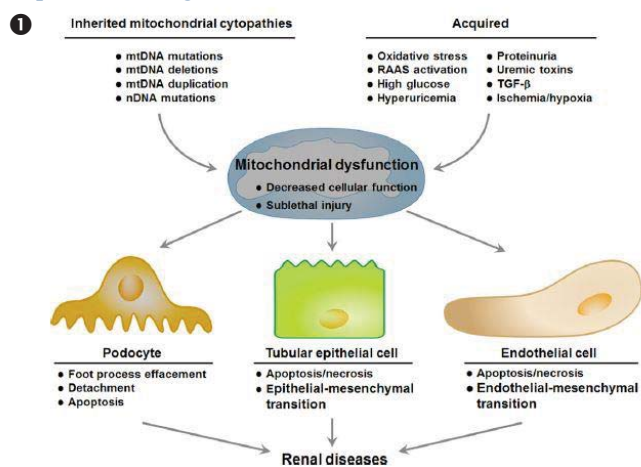 ❶
Inherited mitochondrial cytopathies
● mtDNA mutations
● mtDNA deletions
● mtDNA duplication
● nDNA mutations
Acquired
● Oxidative stress
● RAAS activation
● High glucose
● Hyperuricemia
● Proteinuria
● Uremic toxins
● TGF-β
● Ischemia/hypoxia
Mitochondrial dysfunction
● Decreased cellular function
● Sublethal injury
Podocyte
● Foot process effacement
● Detachment
● Apoptosis
Tubular epithelial cell
● Apoptosis/necrosis
● Epithelial-mesenchymal
transition
Endothelial cell
● Apoptosis/necrosis
● Endothelial-mesenchymal
transition
Renal diseases